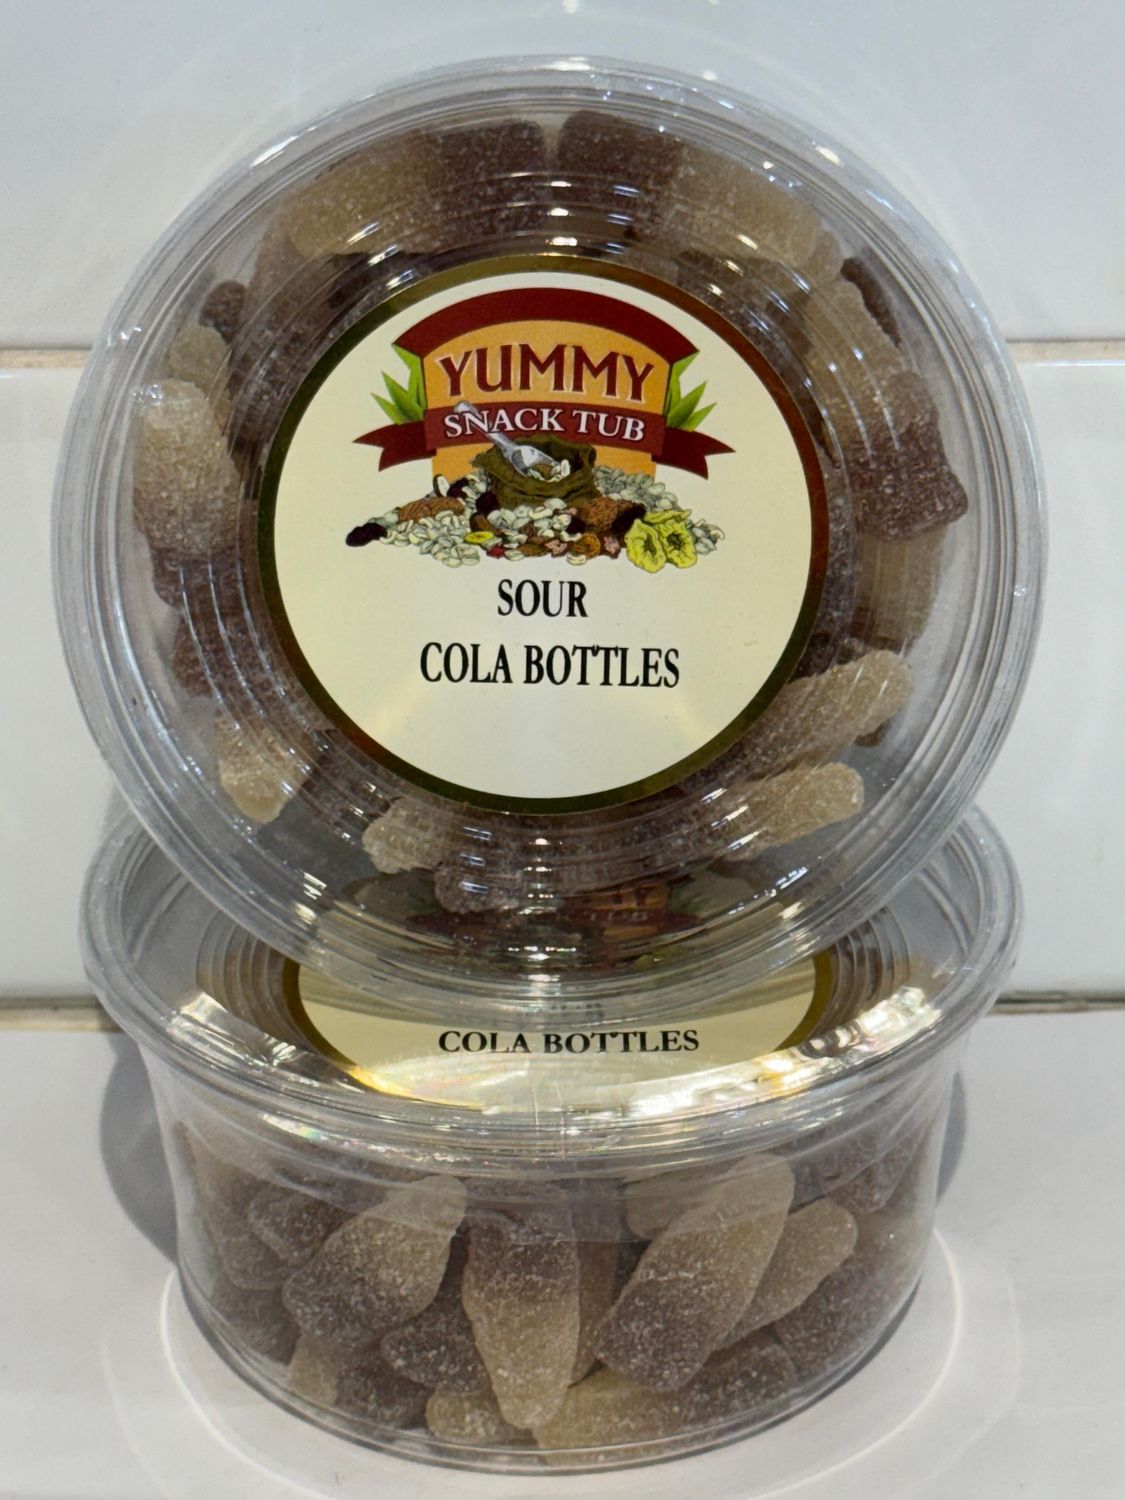 YUMMY
SNACK TUB
SOUR
COLA BOTTLES
COLA BOTTLES